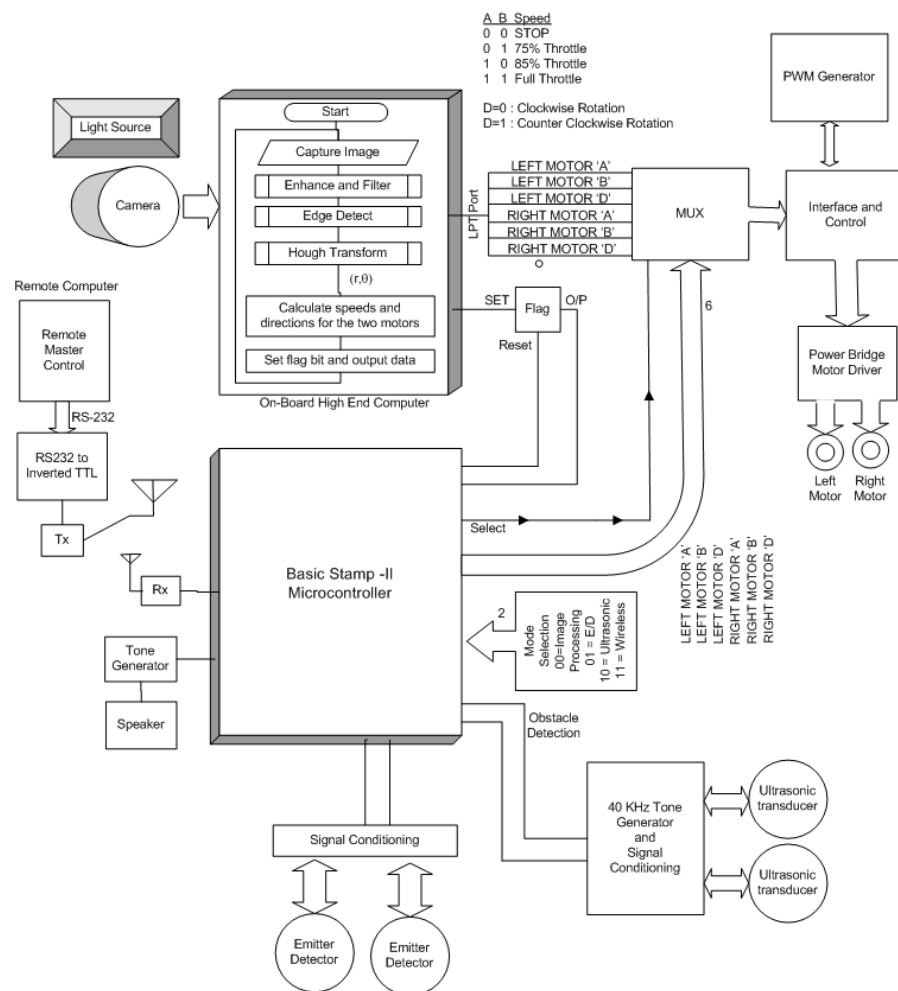 A B Speed
0 0 STOP
0 1 75% Throttle
1 0 85% Throttle
1 1 Full Throttle
D=0 : Clockwise Rotation
D=1 : Counter Clockwise Rotation
PWM Generator
Light Source
Camera
Start
Capture Image
Enhance and Filter
Edge Detect
Hough Transform
(r,θ)
Calculate speeds and
directions for the two motors
Set flag bit and output data
On-Board High End Computer
LPT Port
LEFT MOTOR 'A'
LEFT MOTOR 'B'
LEFT MOTOR 'D'
RIGHT MOTOR 'A'
RIGHT MOTOR 'B'
RIGHT MOTOR 'D'
MUX
Interface and
Control
SET
Flag
O/P
Reset
6
Power Bridge
Motor Driver
Left
Motor
Right
Motor
Remote Computer
Remote
Master
Control
RS-232
RS232 to
Inverted TTL
Tx
Rx
Tone
Generator
Speaker
Basic Stamp -II
Microcontroller
Select
LEFT MOTOR 'A'
LEFT MOTOR 'B'
LEFT MOTOR 'D'
RIGHT MOTOR 'A'
RIGHT MOTOR 'B'
RIGHT MOTOR 'D'
2
Mode
Selection
00=Image
Processing
01 = E/D
10 = Ultrasonic
11 = Wireless
Obstacle
Detection
40 KHz Tone
Generator
and
Signal
Conditioning
Ultrasonic
transducer
Ultrasonic
transducer
Signal Conditioning
Emitter
Detector
Emitter
Detector